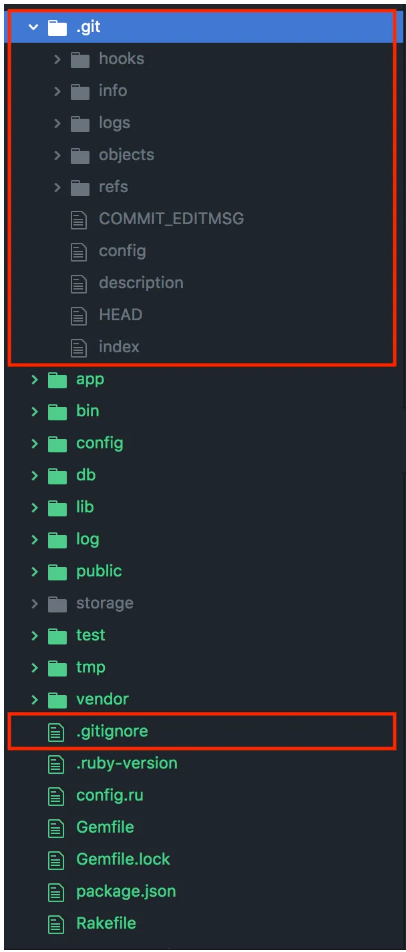 .git
hooks
info
logs
objects
refs
COMMIT_EDITMSG
config
description
HEAD
index
app
bin
config
db
lib
log
public
storage
test
tmp
vendor
.gitignore
.ruby-version
config.ru
Gemfile
Gemfile.lock
package.json
Rakefile